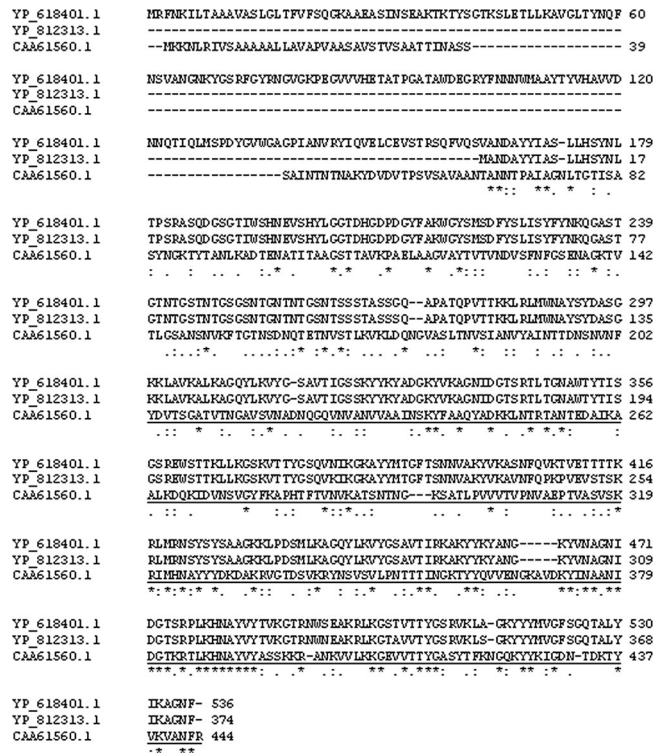 YP_618401.1 MRFNKILTAAAVASLGLTFVFSQGKAAEASINSEAKTKTYSGTKSLETLLKAVGLTYNQF 60
YP_812313.1 ------------------------------------------------------------
CAA61560.1 --MKKNLRIVSAAAAALLAVAPVAASAVSTVSAATTINASS------------------- 39
YP_618401.1 NSVANGNKYGSRFGYRNGVGKPEGVVVHETATPGATAWDEGRYFNNNWMAAYTYVHAVVD 120
YP_812313.1 ------------------------------------------------------------
CAA61560.1 ------------------------------------------------------------
YP_618401.1 NNQTIQLMSPDYGVWGAGPIANVRYIQVELCEVSTRSQFVQSVANDAYYIAS-LLHSYNL 179
YP_812313.1 ------------------------------------------MANDAYYIAS-LLHSYNL 17
CAA61560.1 -----------------SAINTNTNAKYDVDVTPSVSAVAANTANNTPAIAGNLTGTISA 82
**:: **. * : .
YP_618401.1 TPSRASQDGSGTIWSHNEVSHYLGGTDHGDPDGYFAKWGYSMSDFYSLISYFYNKQGAST 239
YP_812313.1 TPSRASQDGSGTIWSHNEVSHYLGGTDHGDPDGYFAKWGYSMSDFYSLISYFYNKQGAST 77
CAA61560.1 SYNGKTYTANLKADTENATITAAGSTTAVKPAELAAGVAYTVTVNDVSFNFGSENAGKTV 142
: . : . . :.* *.* .* * .*::: :.: .:: .* :.
YP_618401.1 GTNTGSTNTGSGSNTGNTNTGSNTSSSTASSGQ--APATQPVTTKKLRLMWNAYSYDASG 297
YP_812313.1 GTNTGSTNTGSGSNTGNTNTGSNTSSSTASSGQ--APATQPVTTKKLRLMWNAYSYDASG 135
CAA61560.1 TLGSANSNVKFTGTNSDNQTETNVSTLKVKLDQNGVASLTNVSIANVYAINTTDNSNVNF 202
.:..:*. ...:.:* :*.*: ... .* .: *: :: : .: . :..
YP_618401.1 KKLAVKALKAGQYLKVYG-SAVTIGSSKYYKYADGKYVKAGNIDGTSRTLTGNAWTYTIS 356
YP_812313.1 KKLAVKALKAGQYLKVYG-SAVTIGSSKYYKYADGKYVKAGNIDGTSRTLTGNAWTYTIS 194
CAA61560.1 YDVTSGATVTNGAVSVNADNQGQVNVANVVAAINSKYFAAQYADKKLNTRTANTEDAIKA 262
.:: * :. :.* . . :. :: :.**. * * . .* *.*: :
YP_618401.1 GSREWSTTKLLKGSKVTTYGSQVNIKGKAYYMTGFTSNNVAKYVKASNFQVKTVETTTTK 416
YP_812313.1 GSREWSTTKLLKGSKVTTYGSQVNIKGKAYYMTGFTSNNVAKYVKPVEVSSFVKTVESTSK 254
CAA61560.1 ALKDQKIDVNSVGYFKAPHTFTVNVKATSNTNG---KSATLPVVVTVPNVAEPTVASVSK 319
YP_618401.1 RLMRNSYSYSAAGKKLPDSMLKAGQYLKVYGSAVTIRKAKYYKYANG-----KYVNAGNI 471
YP_812313.1 RLMRNSYSYSAAGKKLPDSMLKAGQYLKVYGSAVTIRKAKYYKYANG-----KYVNAGNI 309
CAA61560.1 RIMHNAYYYDKDAKRVGTDSVKRYNSVSVLPNTTTINGKTYYQVVENGKAVDKYINAANI 379
*:*:*:* *. .*:: . :* : :.* .:.** .**: .:. **:**.**
YP_618401.1 DGTSRPLKHNAYVYTVKGTRNWSEAKRLKGSTVTTYGSRVKLA-GKYYYMVGFSGQTALY 530
YP_812313.1 DGTSRPLKHNAYVYTVKGTRNWNEAKRLKGTAVVTYGSRVKLS-GKYYYMVGFSGQTALY 368
CAA61560.1 DGTKRTLKHNAYVYASSKKR-ANKVVLKKGEVVTTYGASYTFKNGQKYYKIGDN-TDKTY 437
YP_618401.1 IKAGNF- 536
YP_812313.1 IKAGNF- 374
CAA61560.1 VKVANFR 444
:*. **